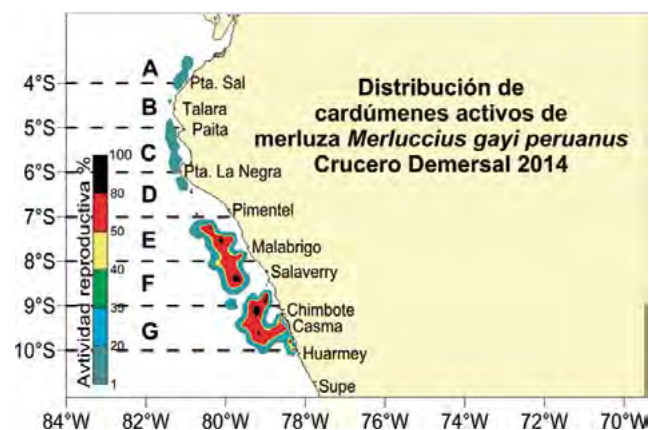 Distribución de
cardúmenes activos de
merluza Merluccius gayi peruanus
Crucero Demersal 2014
4°S
5°S
6°S
7°S
8°S
9°S
10°S
A
B
C
D
E
F
G
Pta. Sal
Talara
Paita
Pta. La Negra
Pimentel
Malabrigo
Salaverry
Chimbote
Casma
Huarmey
Supe
Avtividad reproductiva %
100
80
50
40
35
20
1
84°W 82°W 80°W 78°W 76°W 74°W 72°W 70°W